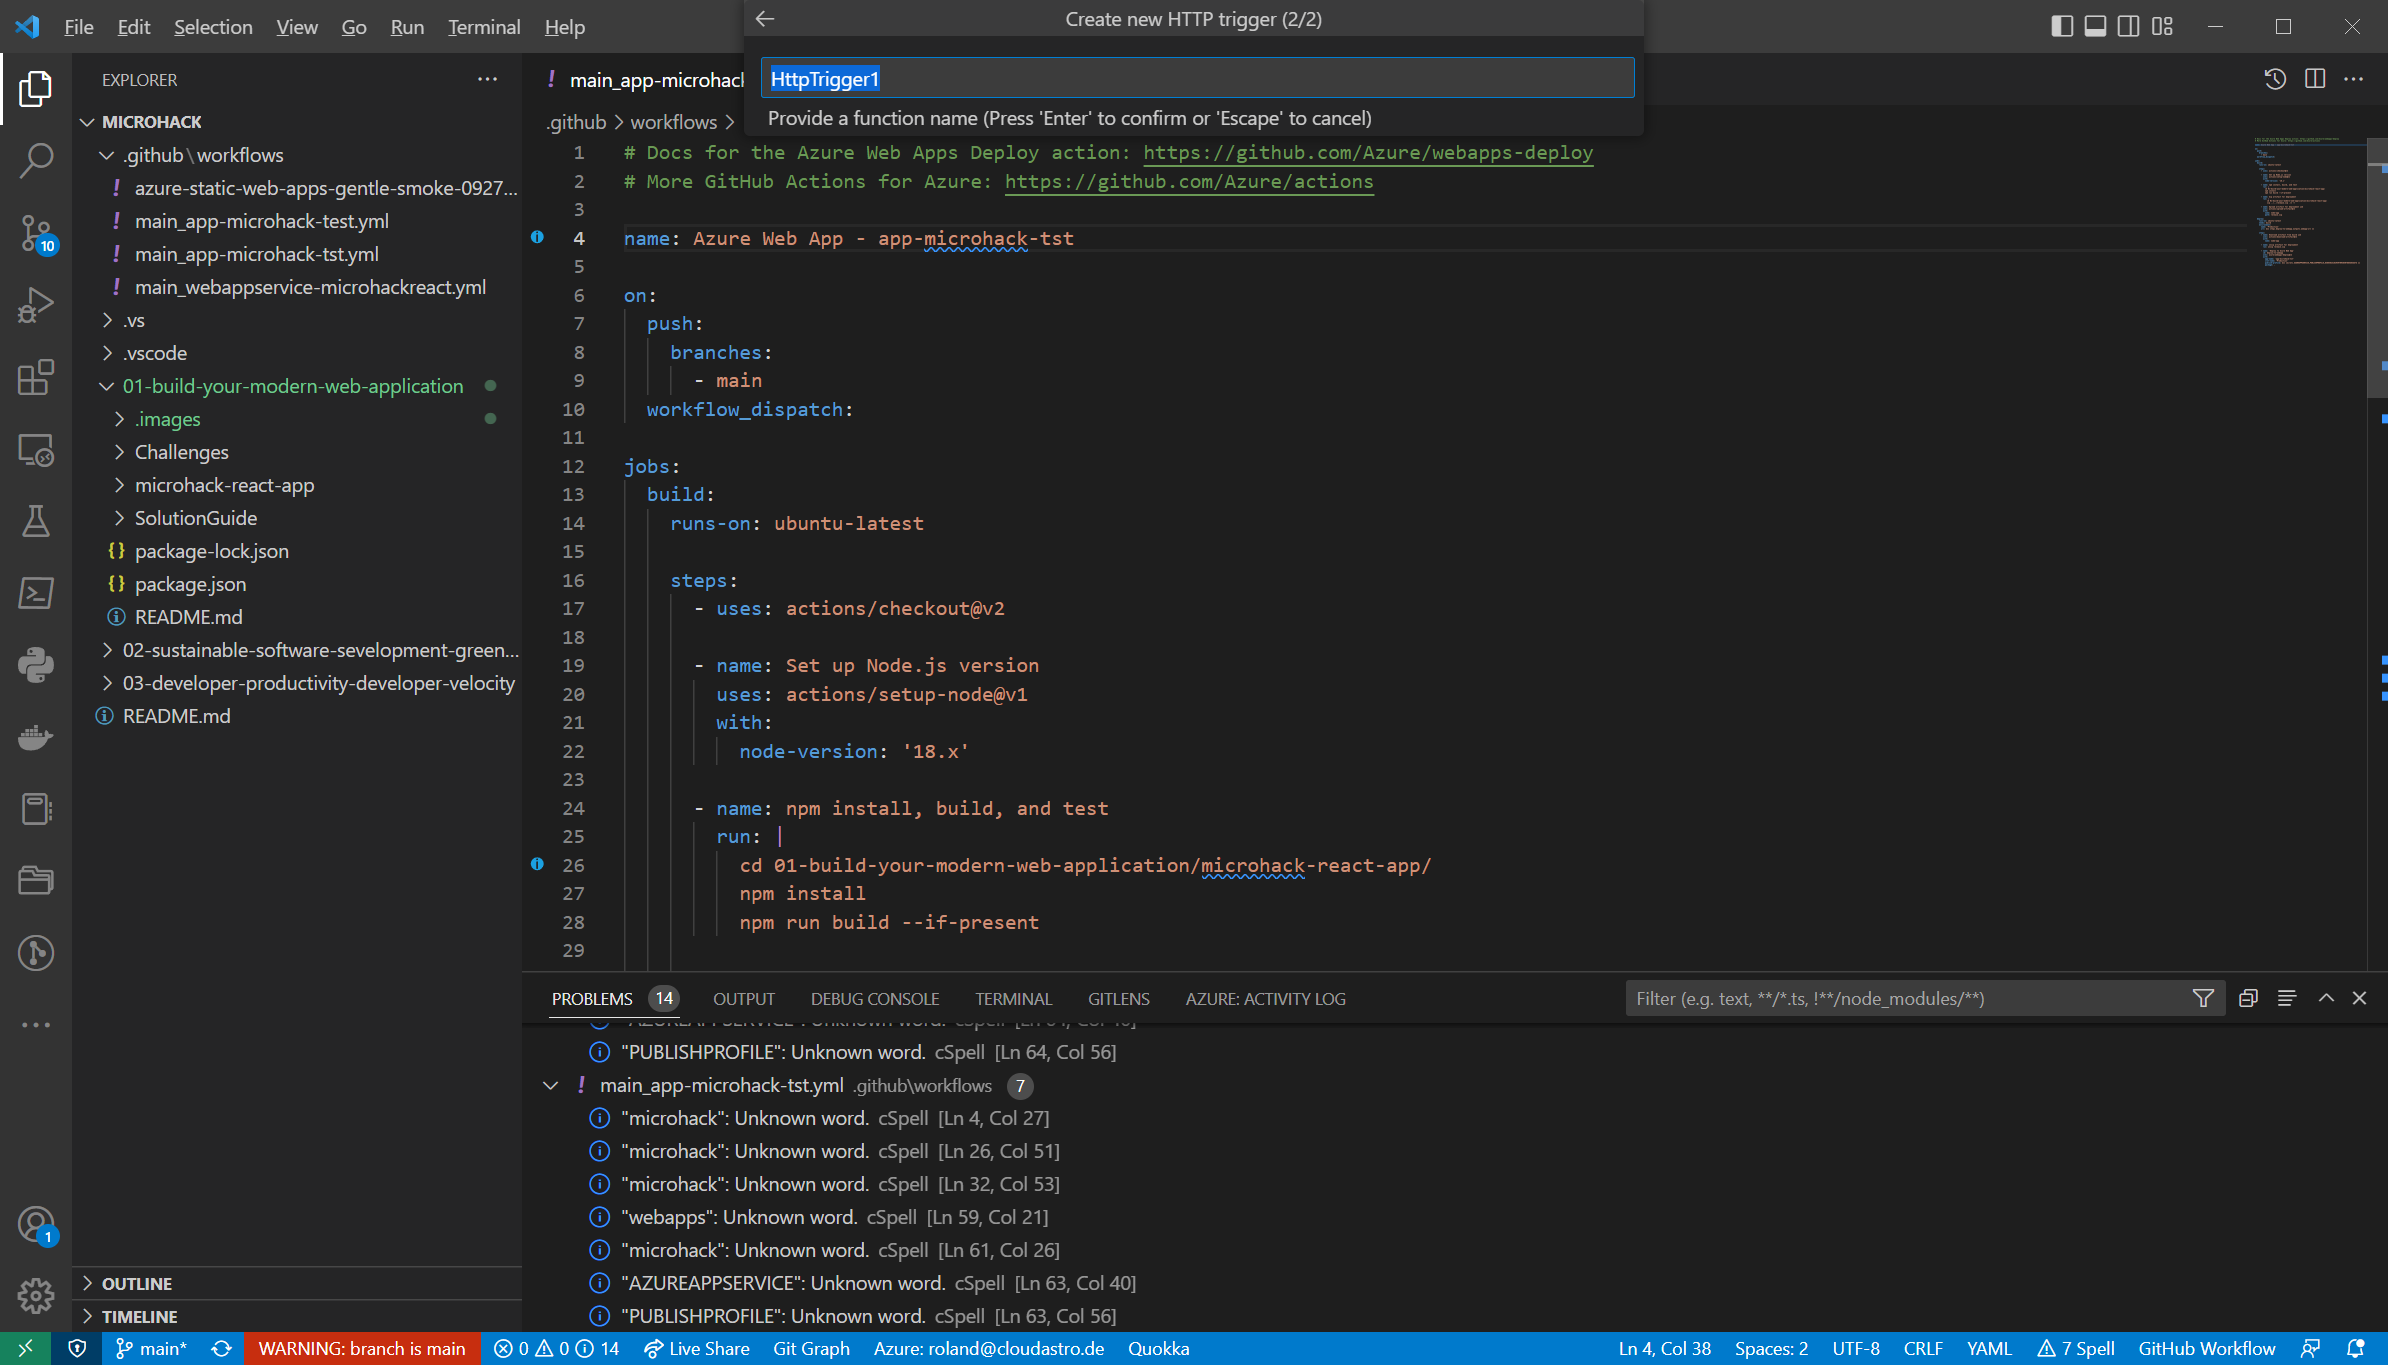 File Edit Selection View Go Run Terminal Help
Create new HTTP trigger (2/2)
HttpTrigger1
Provide a function name (Press 'Enter' to confirm or 'Escape' to cancel)
EXPLORER
MICROHACK
.github\workflows
azure-static-web-apps-gentle-smoke-0927...
main_app-microhack-test.yml
main_app-microhack-tst.yml
main_webappservice-microhackreact.yml
.vs
.vscode
01-build-your-modern-web-application
.images
Challenges
microhack-react-app
SolutionGuide
package-lock.json
package.json
README.md
02-sustainable-software-sevelopment-green...
03-developer-productivity-developer-velocity
README.md
OUTLINE
TIMELINE
10
1
main_app-microhack
.github > workflows >
1 # Docs for the Azure Web Apps Deploy action: https://github.com/Azure/webapps-deploy
2 # More GitHub Actions for Azure: https://github.com/Azure/actions
3
4 name: Azure Web App - app-microhack-tst
5
6 on:
7 push:
8 branches:
9 - main
10 workflow_dispatch:
11
12 jobs:
13 build:
14 runs-on: ubuntu-latest
15
16 steps:
17 - uses: actions/checkout@v2
18
19 - name: Set up Node.js version
20 uses: actions/setup-node@v1
21 with:
22 node-version: '18.x'
23
24 - name: npm install, build, and test
25 run: |
26 cd 01-build-your-modern-web-application/microhack-react-app/
27 npm install
28 npm run build --if-present
29
PROBLEMS 14 OUTPUT DEBUG CONSOLE TERMINAL GITLENS AZURE: ACTIVITY LOG
Filter (e.g. text, **/*.ts, !**/node_modules/**)
"PUBLISHPROFILE": Unknown word. cSpell [Ln 64, Col 56]
main_app-microhack-tst.yml .github\workflows 7
"microhack": Unknown word. cSpell [Ln 4, Col 27]
"microhack": Unknown word. cSpell [Ln 26, Col 51]
"microhack": Unknown word. cSpell [Ln 32, Col 53]
"webapps": Unknown word. cSpell [Ln 59, Col 21]
"microhack": Unknown word. cSpell [Ln 61, Col 26]
"AZUREAPPSERVICE": Unknown word. cSpell [Ln 63, Col 40]
"PUBLISHPROFILE": Unknown word. cSpell [Ln 63, Col 56]
main* WARNING: branch is main 0 0 14 Live Share Git Graph Azure: roland@cloudastro.de Quokka Ln 4, Col 38 Spaces: 2 UTF-8 CRLF YAML 7 Spell GitHub Workflow